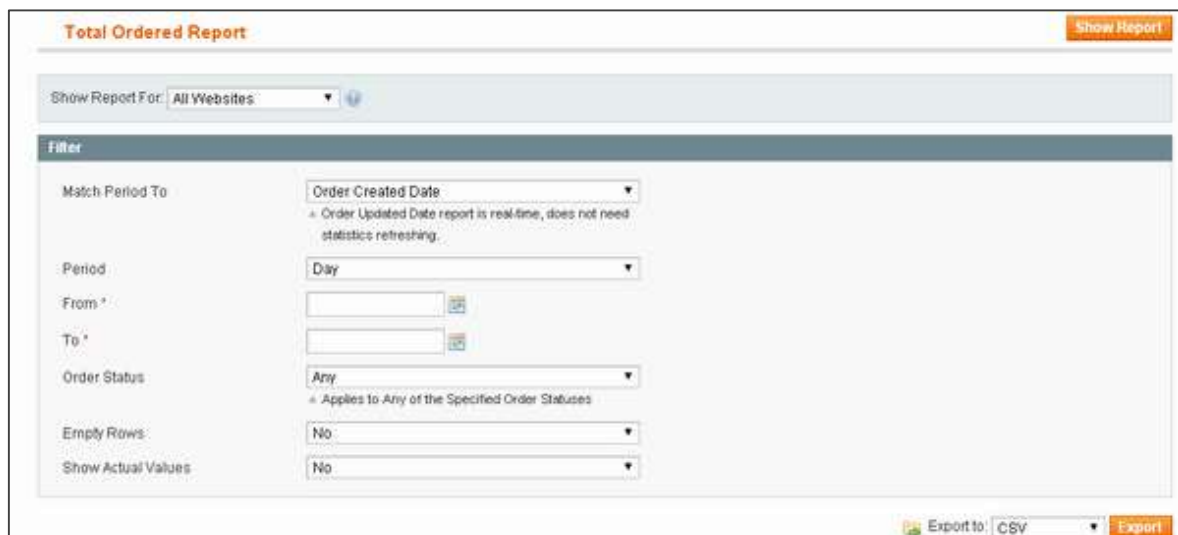 Total Ordered Report
Show Report
Show Report For: All Websites
Filter
Match Period To
Order Created Date
Order Updated Date report is real-time, does not need
statistics refreshing.
Period
Day
From *
To *
Order Status
Any
Applies to Any of the Specified Order Statuses
Empty Rows
No
Show Actual Values
No
Export to: CSV
Export